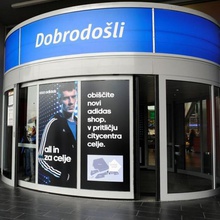 Dobrodošli
obiščite
novi
adidas
shop,
v pritličju
citycentra
celje.
all in
za celje